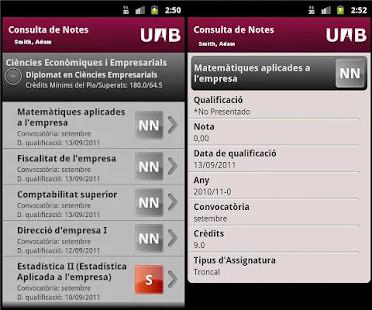 3G 2:50
Consulta de Notes
Smith, Adam
UAB
Ciències Econòmiques i Empresarials
Diplomat en Ciències Empresarials
Crèdits Mínims del Pla/Superats: 180.0/64.5
Matemàtiques aplicades
a l'empresa
Convocatòria: setembre
D. qualificació: 13/09/2011
NN
Fiscalitat de l'empresa
Convocatòria: setembre
D. qualificació: 13/09/2011
NN
Comptabilitat superior
Convocatòria: setembre
D. qualificació: 13/09/2011
NN
Direcció d'empresa I
Convocatòria: setembre
D. qualificació: 12/09/2011
NN
Estadística II (Estadística
Aplicada a l'empresa)
Convocatòria: setembre
D. qualificació: 10/09/2011
S
3G 2:52
Consulta de Notes
Smith, Adam
UAB
Matemàtiques aplicades a
l'empresa
NN
Qualificació
*No Presentado
Nota
0,00
Data de qualificació
13/09/2011
Any
2010/11-0
Convocatòria
setembre
Crèdits
9.0
Tipus d'Assignatura
Troncal